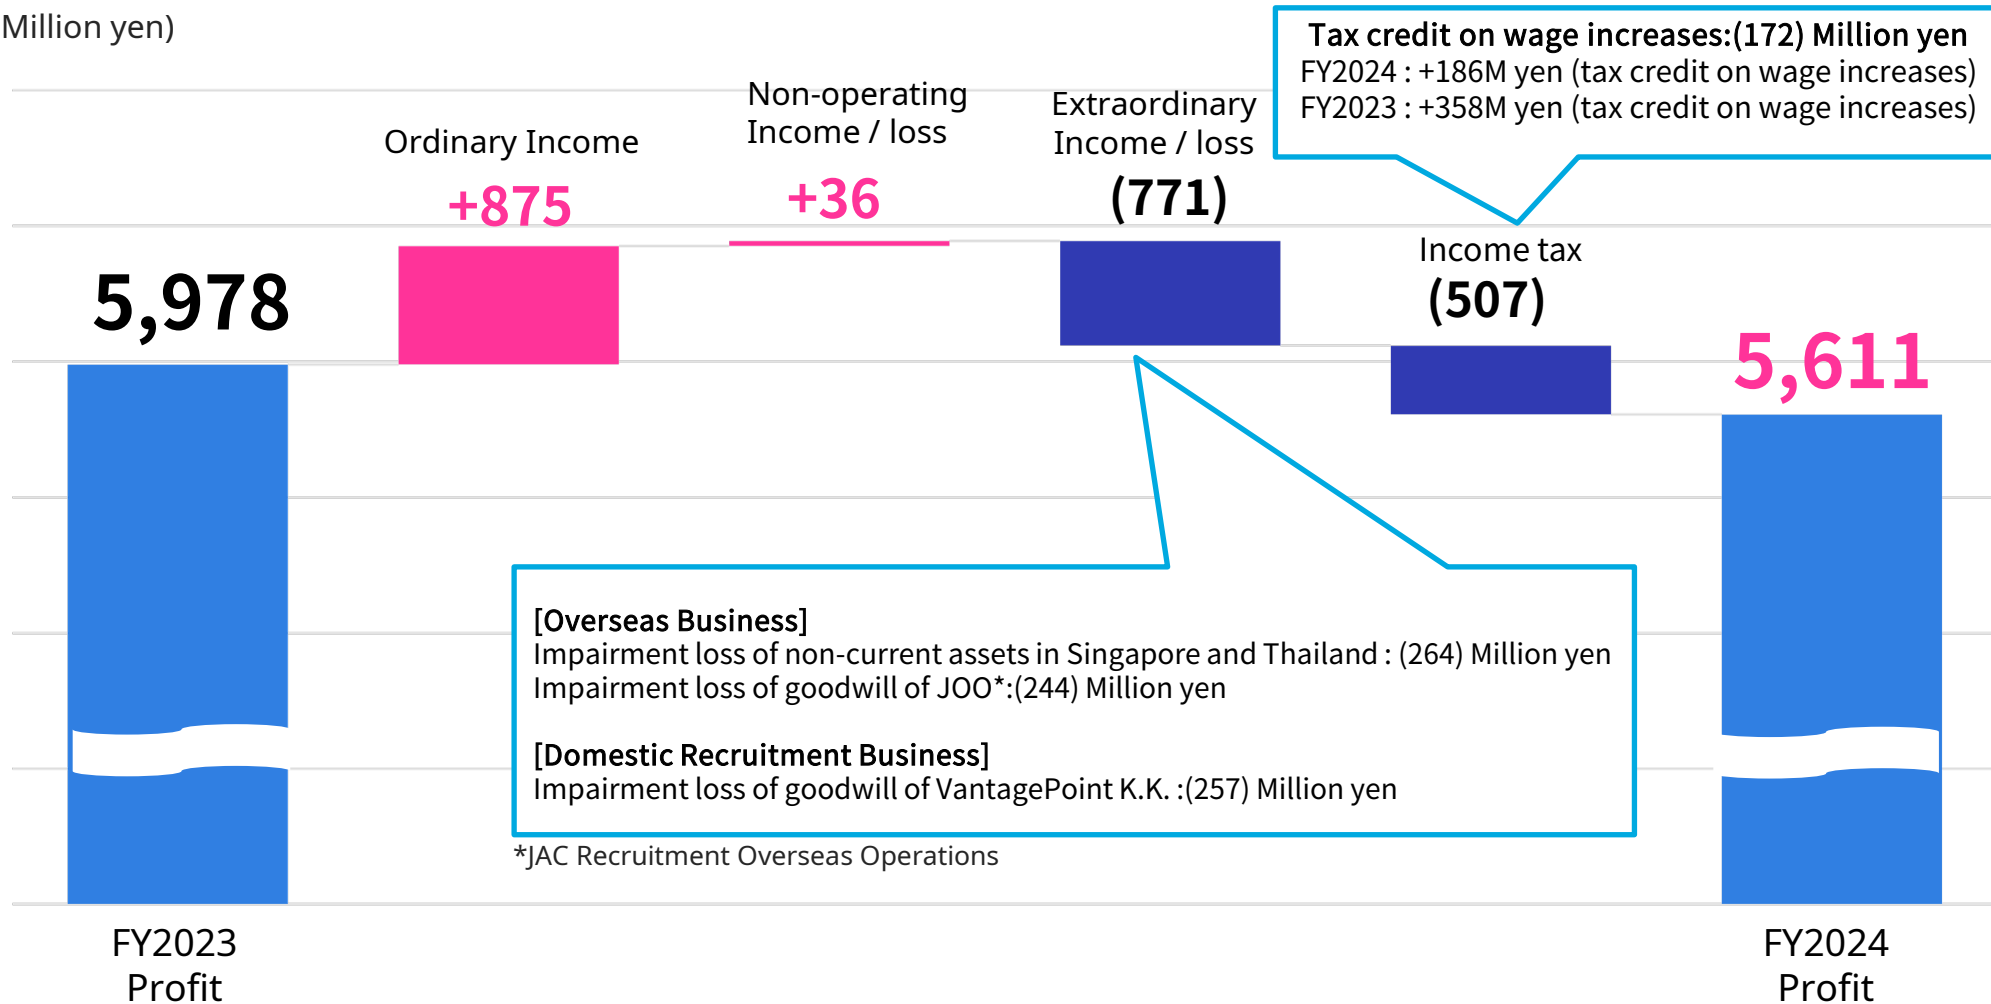 Million yen)
Tax credit on wage increases:(172) Million yen
FY2024 : +186M yen (tax credit on wage increases)
FY2023 : +358M yen (tax credit on wage increases)
Ordinary Income
+875
Non-operating
Income / loss
+36
Extraordinary
Income / loss
(771)
Income tax
(507)
5,978
5,611
[Overseas Business]
Impairment loss of non-current assets in Singapore and Thailand : (264) Million yen
Impairment loss of goodwill of JOO*:(244) Million yen
[Domestic Recruitment Business]
Impairment loss of goodwill of VantagePoint K.K. :(257) Million yen
*JAC Recruitment Overseas Operations
FY2023
Profit
FY2024
Profit